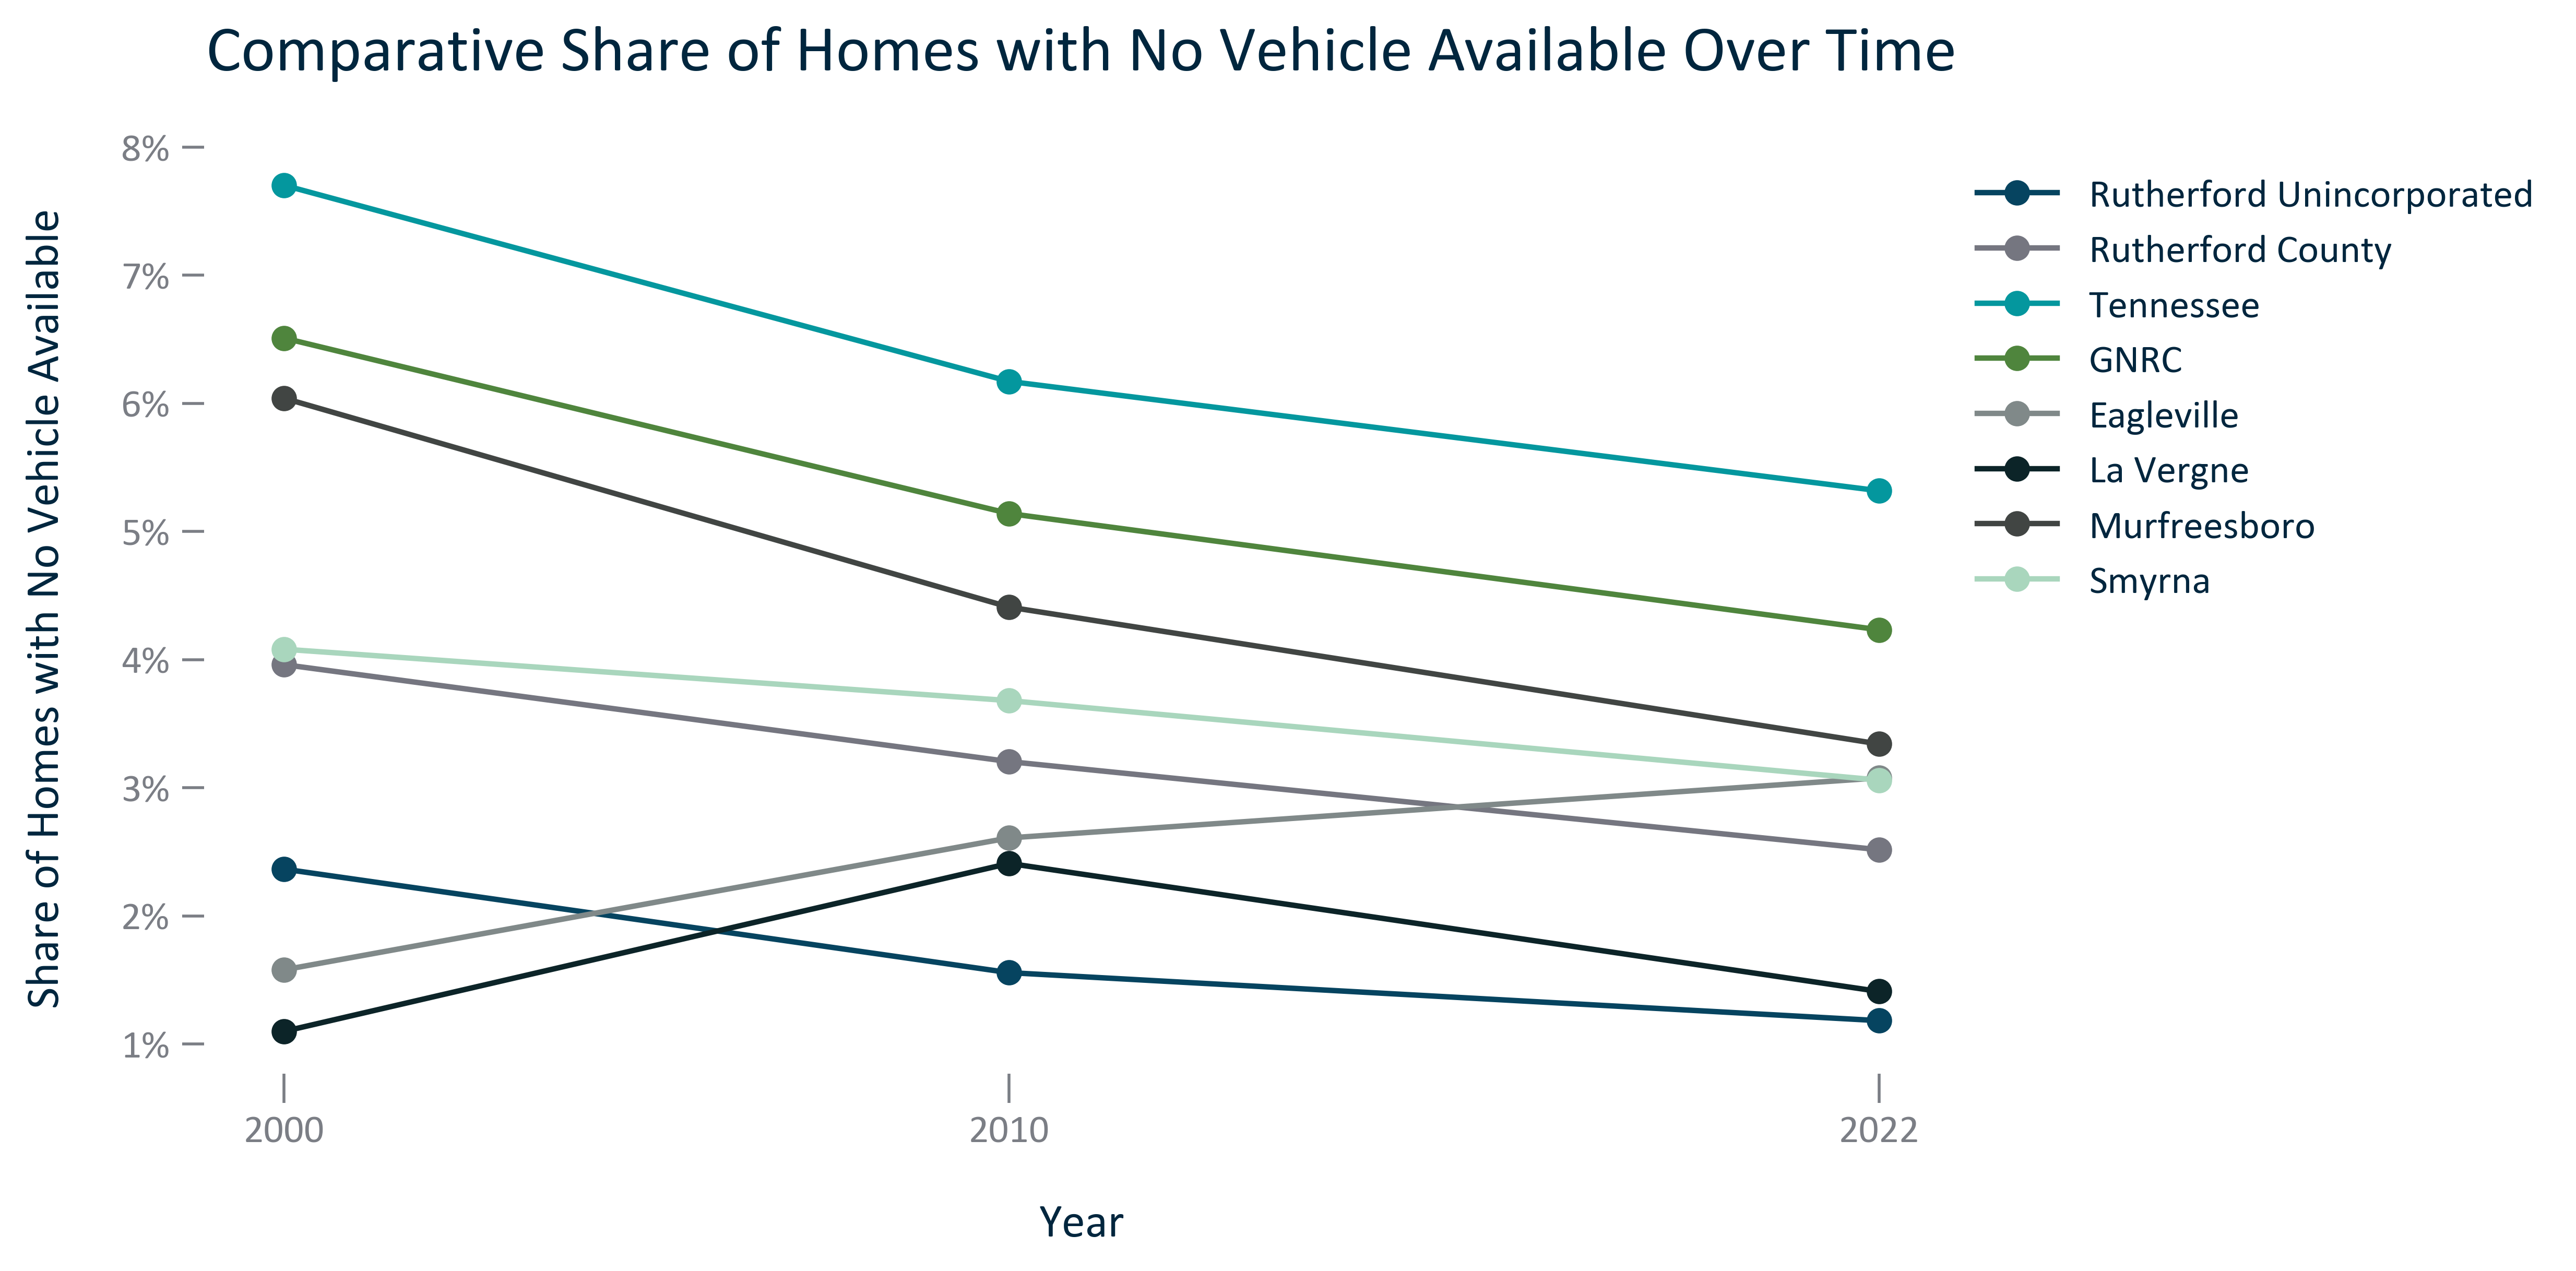 Comparative Share of Homes with No Vehicle Available Over Time
Share of Homes with No Vehicle Available
8%
7%
6%
5%
4%
3%
2%
1%
2000
2010
2022
Year
Rutherford Unincorporated
Rutherford County
Tennessee
GNRC
Eagleville
La Vergne
Murfreesboro
Smyrna